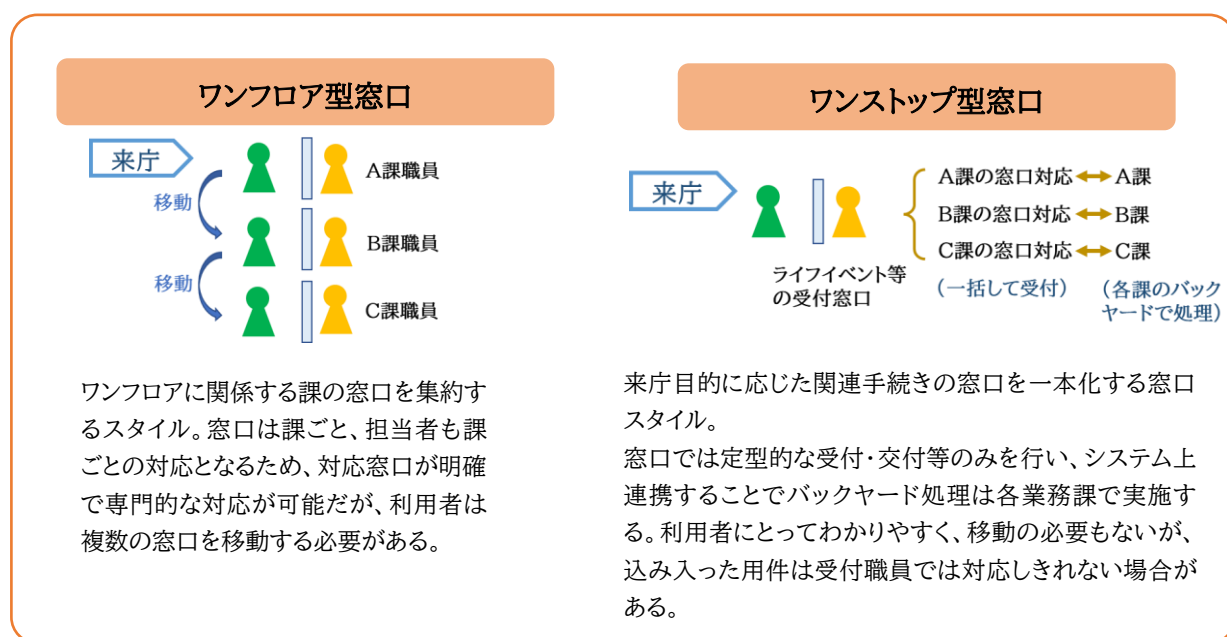 ワンフロア型窓口
来庁
移動
移動
A課職員
B課職員
C課職員
ワンフロアに関係する課の窓口を集約す
るスタイル。窓口は課ごと、担当者も課
ごとの対応となるため、対応窓口が明確
で専門的な対応が可能だが、利用者は
複数の窓口を移動する必要がある。
ワンストップ型窓口
来庁
ライフイベント等
の受付窓口
A課の窓口対応 A課
B課の窓口対応 B課
C課の窓口対応 C課
(一括して受付)
(各課のバック
ヤードで処理)
来庁目的に応じた関連手続きの窓口を一本化する窓口
スタイル。
窓口では定型的な受付・交付等のみを行い、システム上
連携することでバックヤード処理は各業務課で実施す
る。利用者にとってわかりやすく、移動の必要もないが、
込み入った用件は受付職員では対応しきれない場合が
ある。